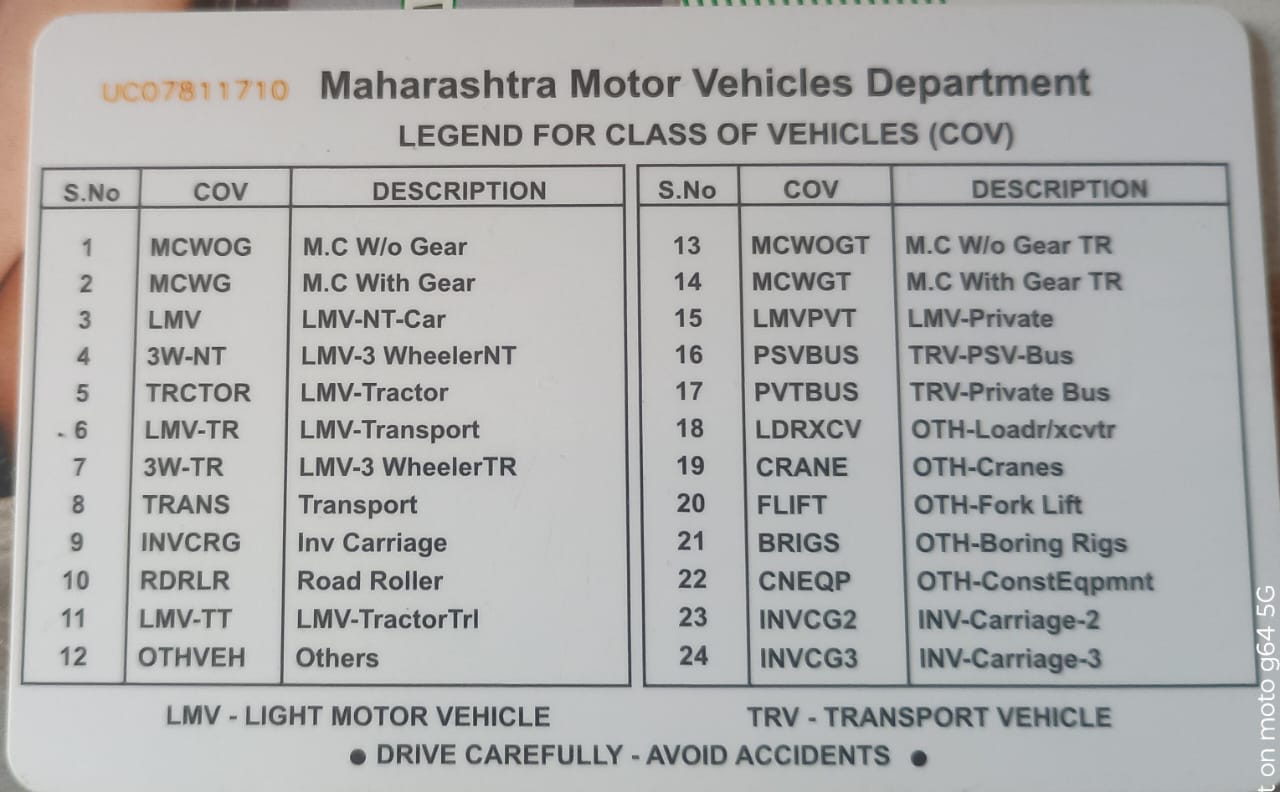 UC07811710 Maharashtra Motor Vehicles Department
LEGEND FOR CLASS OF VEHICLES (COV)
S.No COV DESCRIPTION S.No COV DESCRIPTION
1 MCWOG M.C W/o Gear 13 MCWOGT M.C W/o Gear TR
2 MCWG M.C With Gear 14 MCWGT M.C With Gear TR
3 LMV LMV-NT-Car 15 LMVPVT LMV-Private
4 3W-NT LMV-3 WheelerNT 16 PSVBUS TRV-PSV-Bus
5 TRCTOR LMV-Tractor 17 PVTBUS TRV-Private Bus
6 LMV-TR LMV-Transport 18 LDRXCV OTH-Loadr/xcvtr
7 3W-TR LMV-3 WheelerTR 19 CRANE OTH-Cranes
8 TRANS Transport 20 FLIFT OTH-Fork Lift
9 INVCRG Inv Carriage 21 BRIGS OTH-Boring Rigs
10 RDRLR Road Roller 22 CNEQP OTH-ConstEqpmnt
11 LMV-TT LMV-TractorTrl 23 INVCG2 INV-Carriage-2
12 OTHVEH Others 24 INVCG3 INV-Carriage-3
LMV - LIGHT MOTOR VEHICLE TRV - TRANSPORT VEHICLE
● DRIVE CAREFULLY - AVOID ACCIDENTS ●
on moto g64 5G